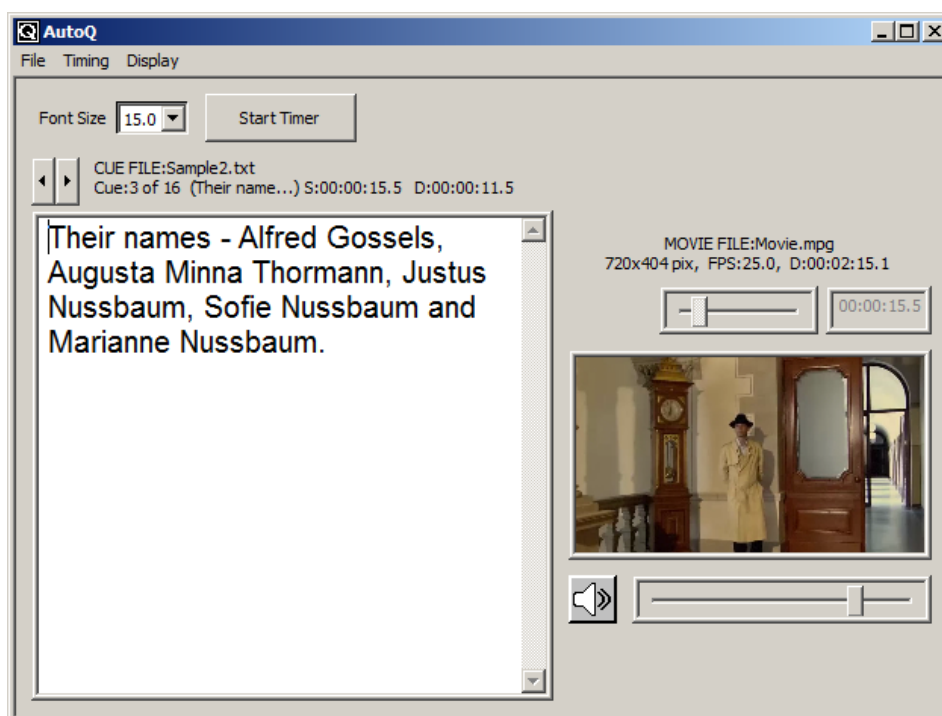 AutoQ
File Timing Display
Font Size 15.0 Start Timer
CUE FILE:Sample2.txt
Cue:3 of 16 (Their name...) S:00:00:15.5 D:00:00:11.5
Their names - Alfred Gossels,
Augusta Minna Thormann, Justus
Nussbaum, Sofie Nussbaum and
Marianne Nussbaum.
MOVIE FILE:Movie.mpg
720x404 pix, FPS:25.0, D:00:02:15.1
00:00:15.5